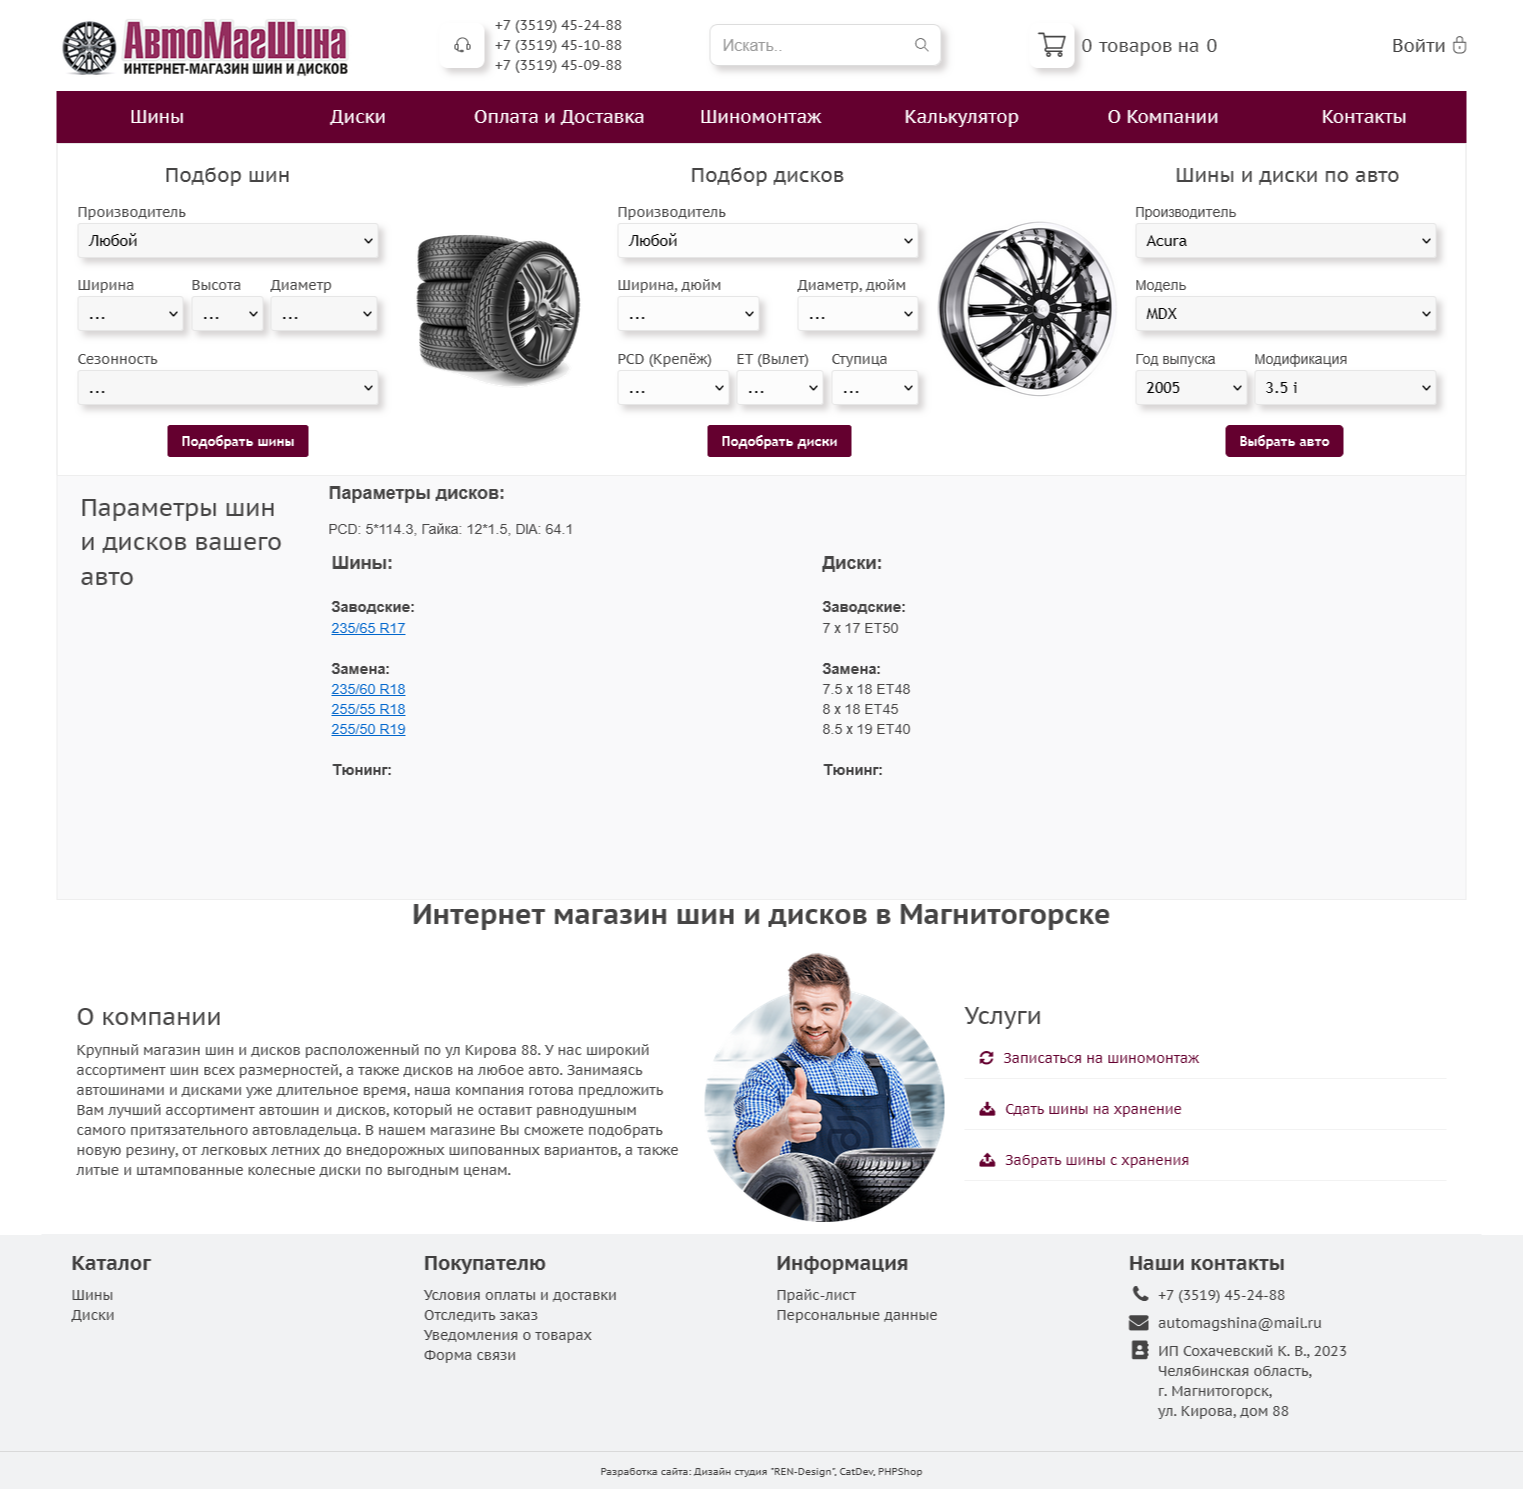 АвтоМагШина
ИНТЕРНЕТ-МАГАЗИН ШИН И ДИСКОВ
+7 (3519) 45-24-88
+7 (3519) 45-10-88
+7 (3519) 45-09-88
Искать..
0 товаров на 0
Войти
Шины
Диски
Оплата и Доставка
Шиномонтаж
Калькулятор
О Компании
Контакты
Подбор шин
Производитель
Любой
Ширина
Высота
Диаметр
...
...
...
Сезонность
...
Подобрать шины
Подбор дисков
Производитель
Любой
Ширина, дюйм
Диаметр, дюйм
...
...
PCD (Крепёж)
ET (Вылет)
Ступица
...
...
...
Подобрать диски
Шины и диски по авто
Производитель
Acura
Модель
MDX
Год выпуска
Модификация
2005
3.5 i
Выбрать авто
Параметры шин
и дисков вашего
авто
Параметры дисков:
PCD: 5*114.3, Гайка: 12*1.5, DIA: 64.1
Шины:
Заводские:
235/65 R17
Замена:
235/60 R18
255/55 R18
255/50 R19
Тюнинг:
Диски:
Заводские:
7 x 17 ET50
Замена:
7.5 x 18 ET48
8 x 18 ET45
8.5 x 19 ET40
Тюнинг:
Интернет магазин шин и дисков в Магнитогорске
О компании
Крупный магазин шин и дисков расположенный по ул Кирова 88. У нас широкий
ассортимент шин всех размерностей, а также дисков на любое авто. Занимаясь
автошинами и дисками уже длительное время, наша компания готова предложить
Вам лучший ассортимент автошин и дисков, который не оставит равнодушным
самого притязательного автовладельца. В нашем магазине Вы сможете подобрать
новую резину, от легковых летних до внедорожных шипованных вариантов, а также
литые и штампованные колесные диски по выгодным ценам.
Услуги
Записаться на шиномонтаж
Сдать шины на хранение
Забрать шины с хранения
Каталог
Шины
Диски
Покупателю
Условия оплаты и доставки
Отследить заказ
Уведомления о товарах
Форма связи
Информация
Прайс-лист
Персональные данные
Наши контакты
+7 (3519) 45-24-88
automagshina@mail.ru
ИП Сохачевский К. В., 2023
Челябинская область,
г. Магнитогорск,
ул. Кирова, дом 88
Разработка сайта: Дизайн студия "REN-Design", CatDev, PHPShop